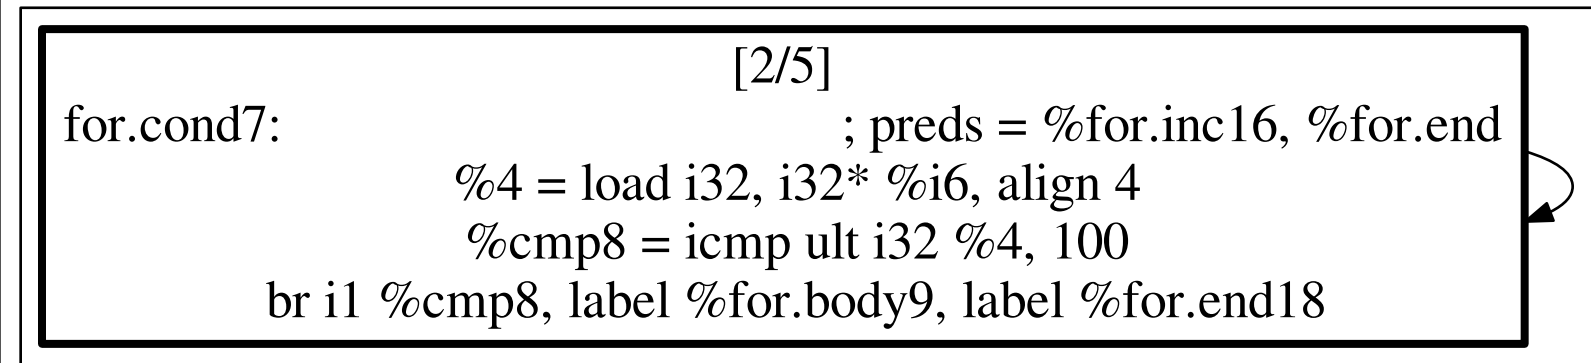 [2/5]
for.cond7: ; preds = %for.inc16, %for.end
%4 = load i32, i32* %i6, align 4
%cmp8 = icmp ult i32 %4, 100
br i1 %cmp8, label %for.body9, label %for.end18